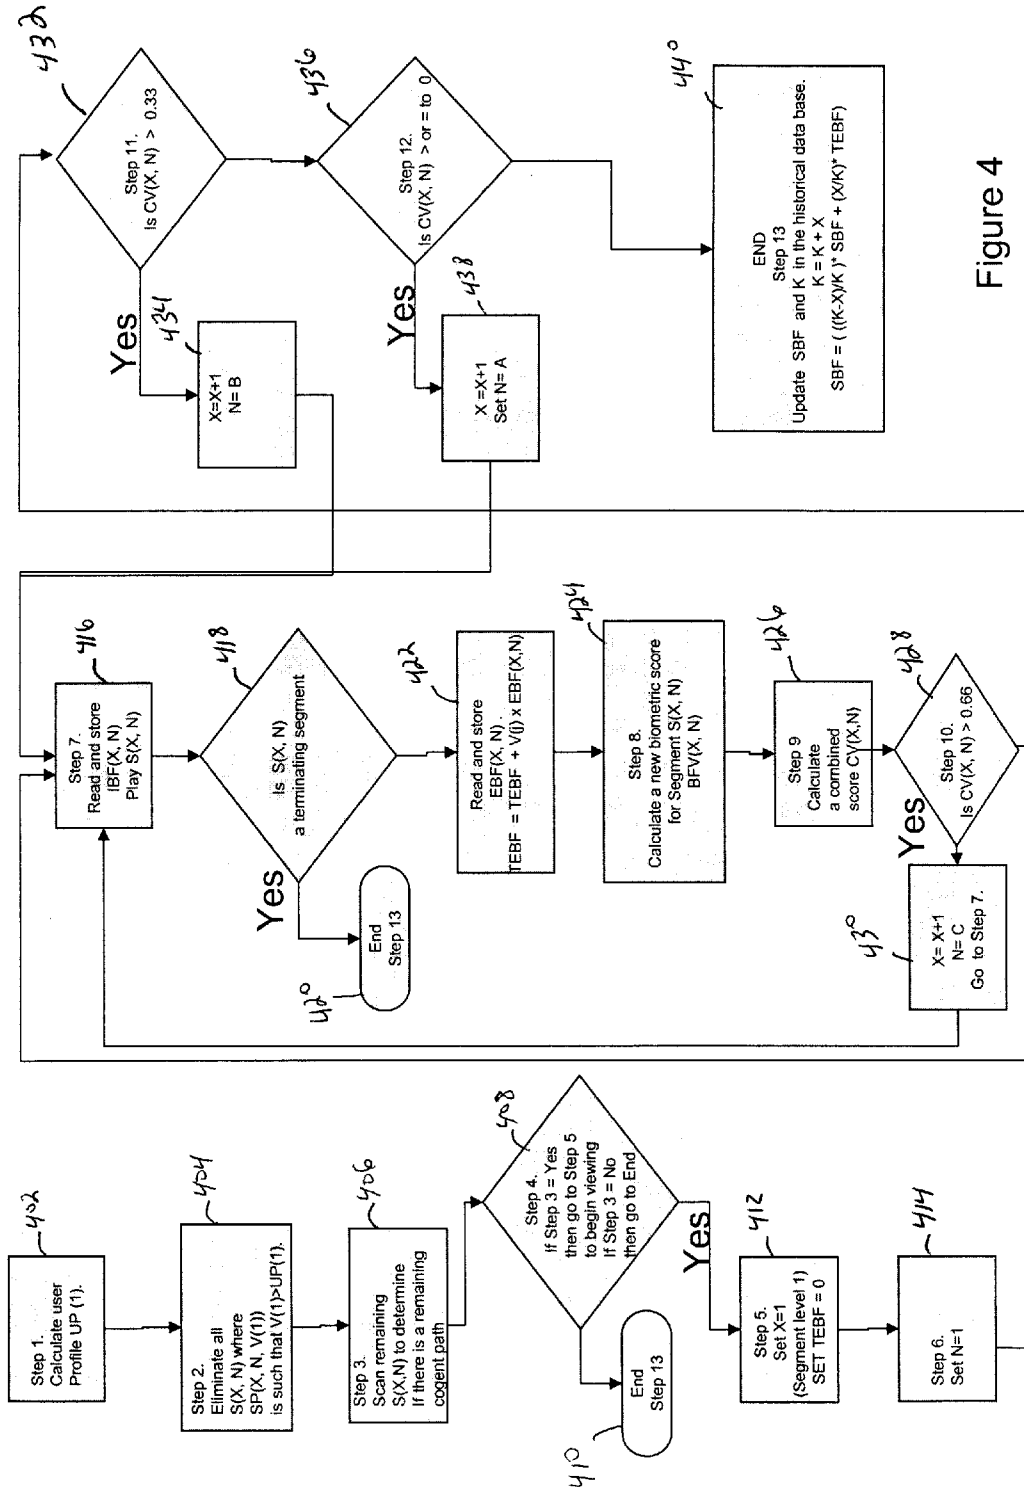 402
Step 1.
Calculate user
Profile UP (1).
404
Step 2.
Eliminate all
S(X, N) where
SP(X, N, V(1))
is such that V(1)>UP(1).
406
Step 3.
Scan remaining
S(X,N) to determine
If there is a remaining
cogent path
408
Step 4.
If Step 3 = Yes
then go to Step 5
to begin viewing
If Step 3 = No
then go to End
Yes
410
End
Step 13
412
Step 5.
Set X=1
(Segment level 1)
SET TEBF = 0
414
Step 6.
Set N=1
416
Step 7.
Read and store
IBF(X, N)
Play S(X, N)
418
Is S(X, N)
a terminating segment
Yes
420
End
Step 13
422
Read and store
EBF(X, N) .
TEBF = TEBF + V(j) x EBF(X,N)
424
Step 8.
Calculate a new biometric score
for Segment S(X, N)
BFV(X, N)
426
Step 9
Calculate
a combined
score CV(X,N)
428
Step 10.
Is CV(X, N) > 0.66
Yes
430
X= X+1
N= C
Go to Step 7.
432
Step 11.
Is CV(X, N) > 0.33
Yes
434
X=X+1
N= B
436
Step 12.
Is CV(X, N) > or = to 0
Yes
438
X =X+1
Set N= A
440
END
Step 13
Update SBF and K in the historical data base.
K = K + X
SBF = ( ((K-X)/K )* SBF + (X/K)* TEBF)
Figure 4